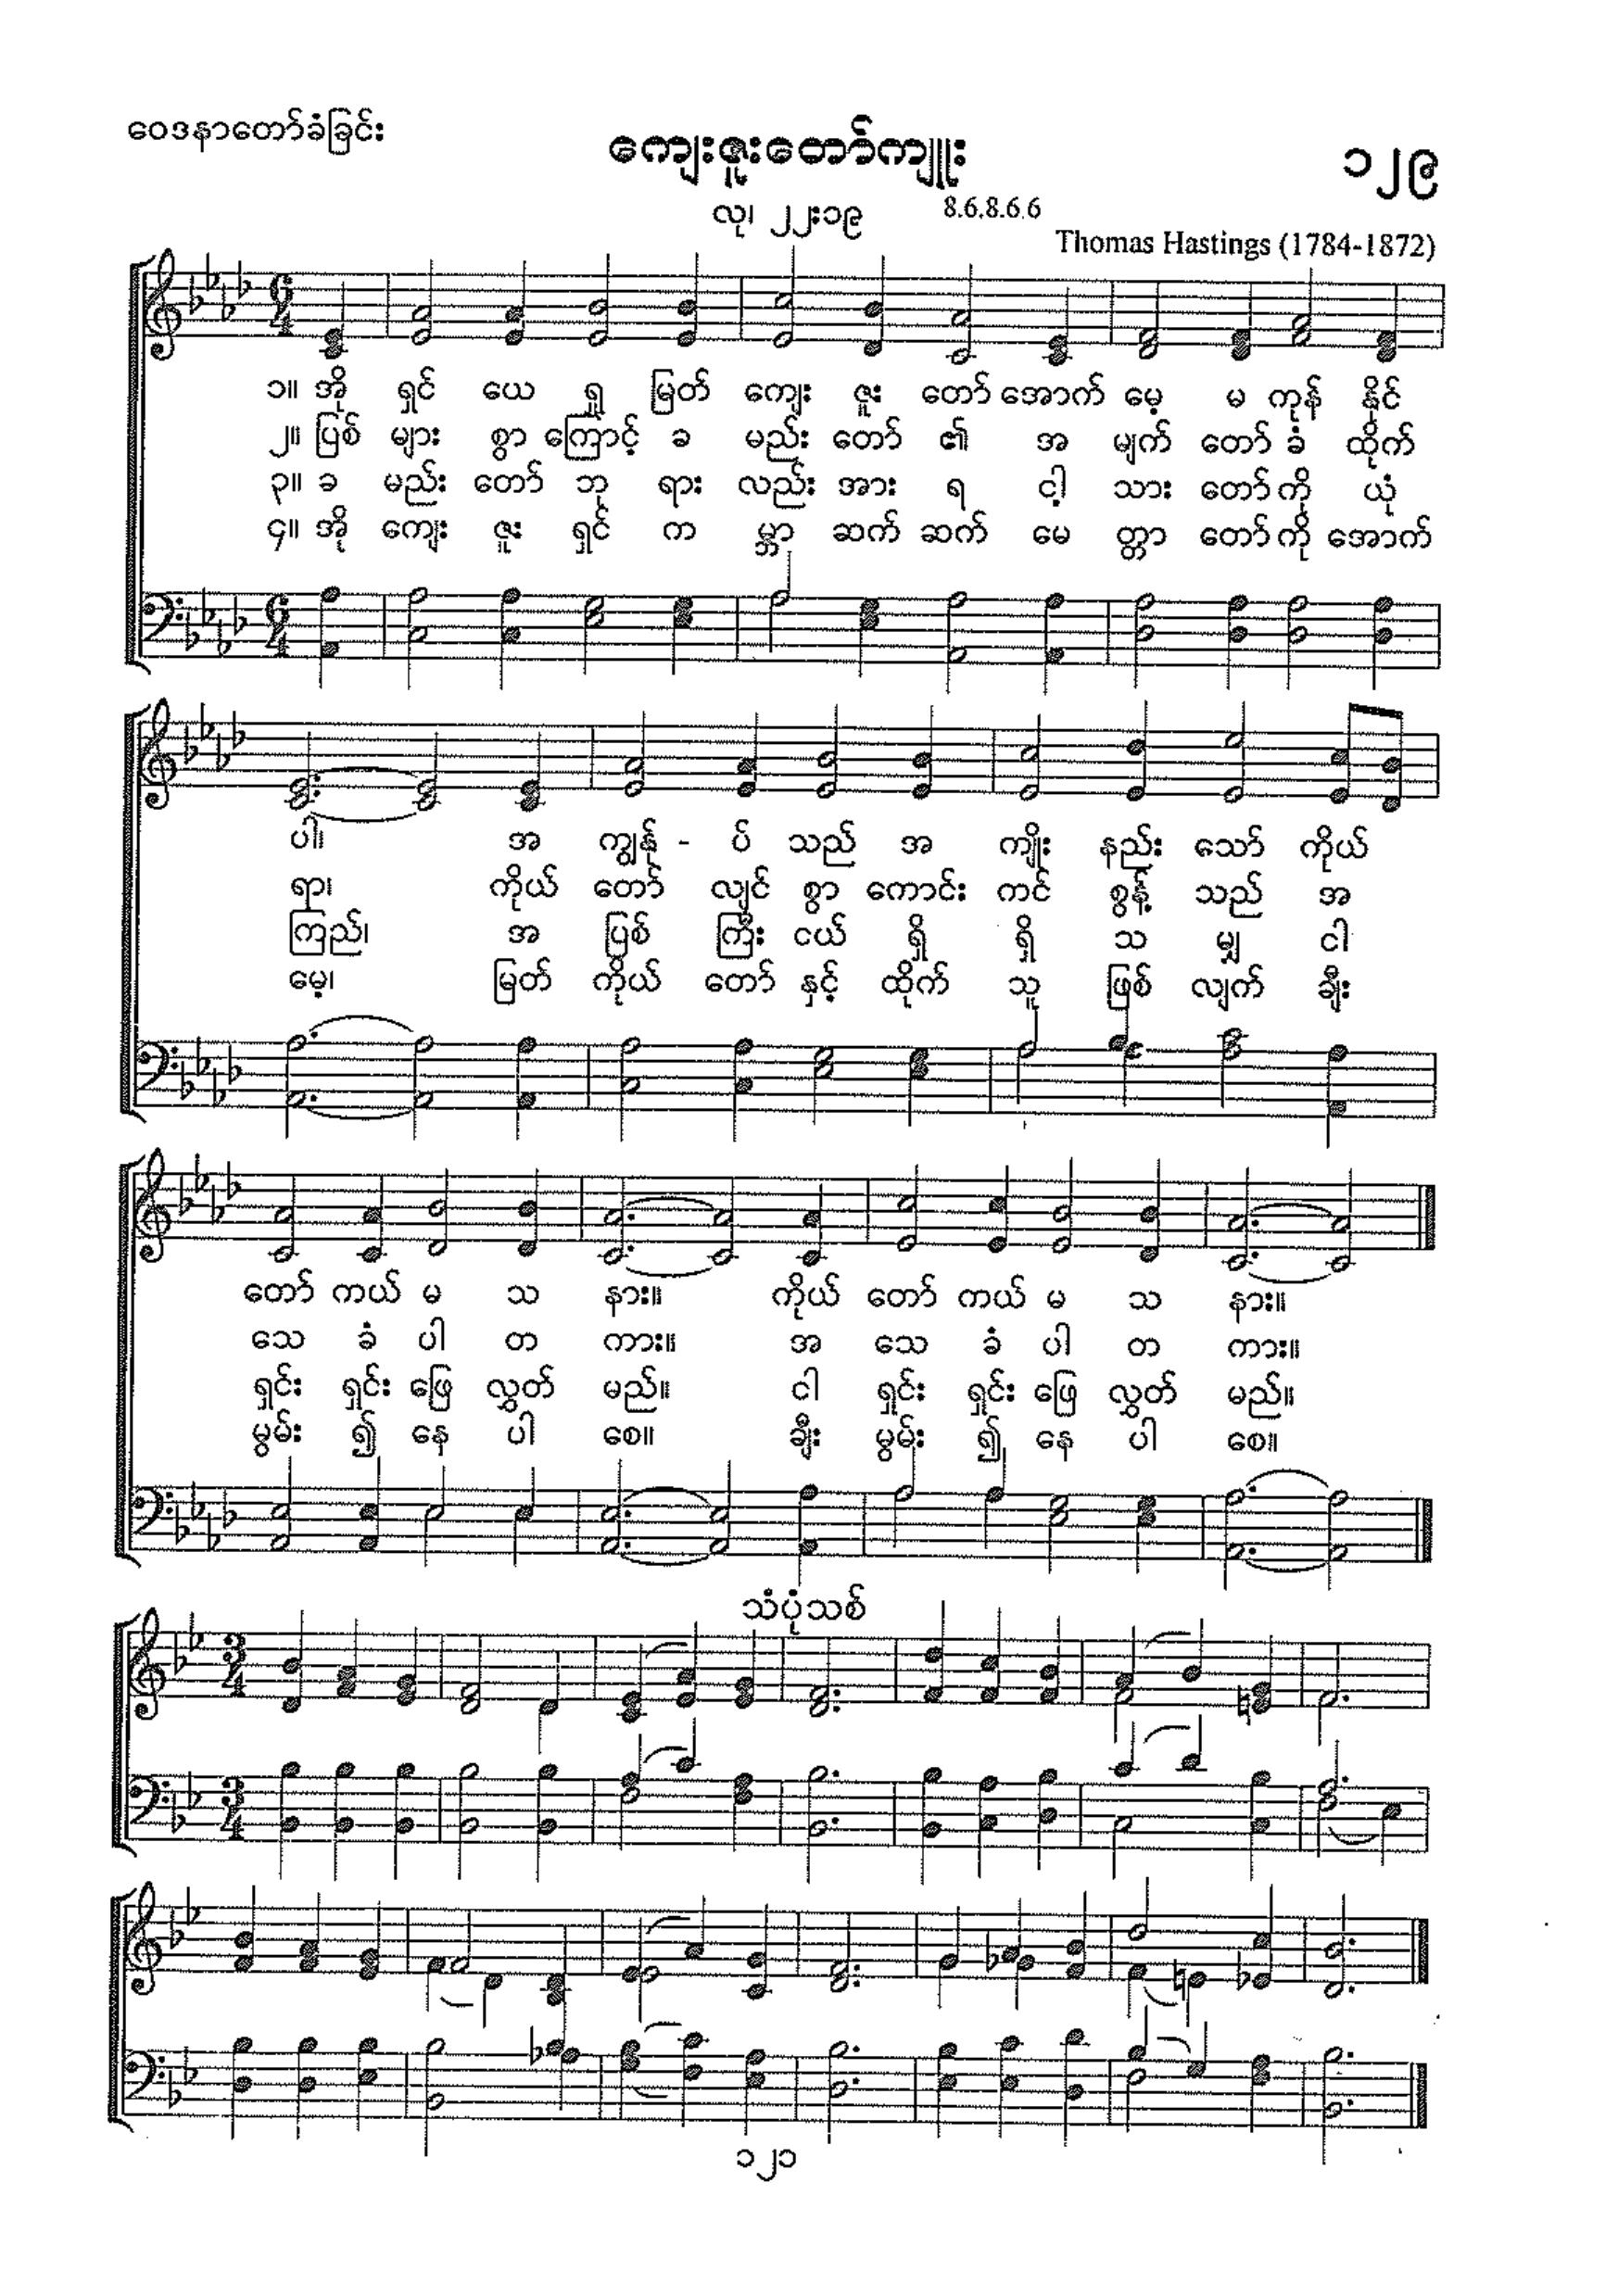 ဝေဒနာတော်ခံခြင်း
ကျေးဇူးတော်ကျူး
၁၂၉
လု၊ ၂၂း၁၉
8.6.8.6.6
Thomas Hastings (1784-1872)
၁။ အို ရှင် ယေ ရှု မြတ် ကျေး ဇူး တော် အောက် မေ့ မ ကုန် နိုင်
၂။ ပြစ် များ စွာ ကြောင့် ခ မည်း တော် ၏ အ မျက် တော် ခံ ထိုက်
၃။ ခ မည်း တော် ဘု ရား လည်း အား ရ ငါ့ သား တော် ကို ယုံ
၄။ အို ကျေး ဇူး ရှင် က မ္ဘာ ဆက် ဆက် မေ တ္တာ တော် ကို အောက်
ပါ၊ အ ကျွန် - ပ် သည် အ ကျိုး နည်း သော် ကိုယ်
ရာ၊ ကိုယ် တော် လျင် စွာ ကောင်း ကင် စွန့် သည် အ
ကြည်၊ အ ပြစ် ကြီး ငယ် ရှိ ရှိ သ မျှ ငါ
မေ့၊ မြတ် ကိုယ် တော် နှင့် ထိုက် သူ ဖြစ် လျက် ချီး
တော် ကယ် မ သ နား။ ကိုယ် တော် ကယ် မ သ နား။
သေ ခံ ပါ တ ကား။ အ သေ ခံ ပါ တ ကား။
ရှင်း ရှင်း ဖြေ လွှတ် မည်။ ငါ ရှင်း ရှင်း ဖြေ လွှတ် မည်။
မွမ်း ၍ နေ ပါ စေ။ ချီး မွမ်း ၍ နေ ပါ စေ။
သံပုံသစ်
၁၂၁